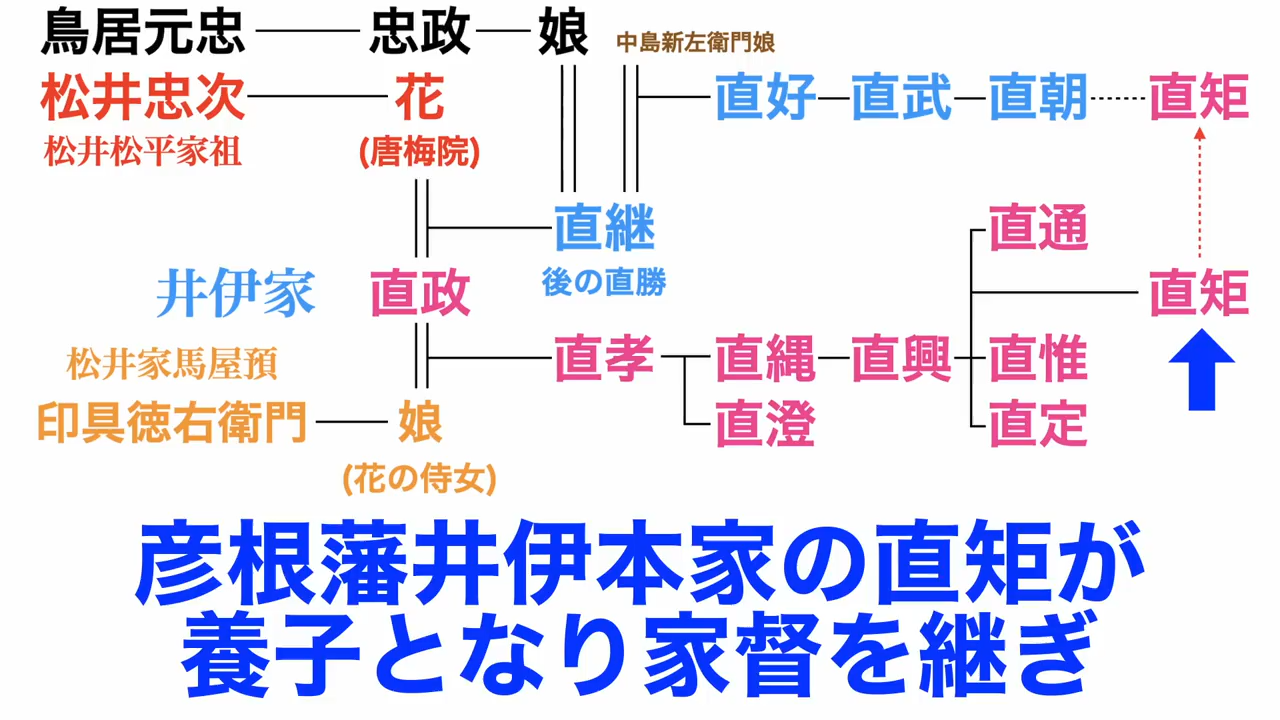 鳥居元忠 忠政 娘 中島新左衛門娘
松井忠次 花 直好 直武 直朝 直矩
松井松平家祖 (唐梅院)
直継 直通
井伊家 直政 後の直勝 直矩
松井家馬屋預 直孝 直縄 直興 直惟
印具徳右衛門 娘 直澄 直定
(花の侍女)
彦根藩井伊本家の直矩が
養子となり家督を継ぎ